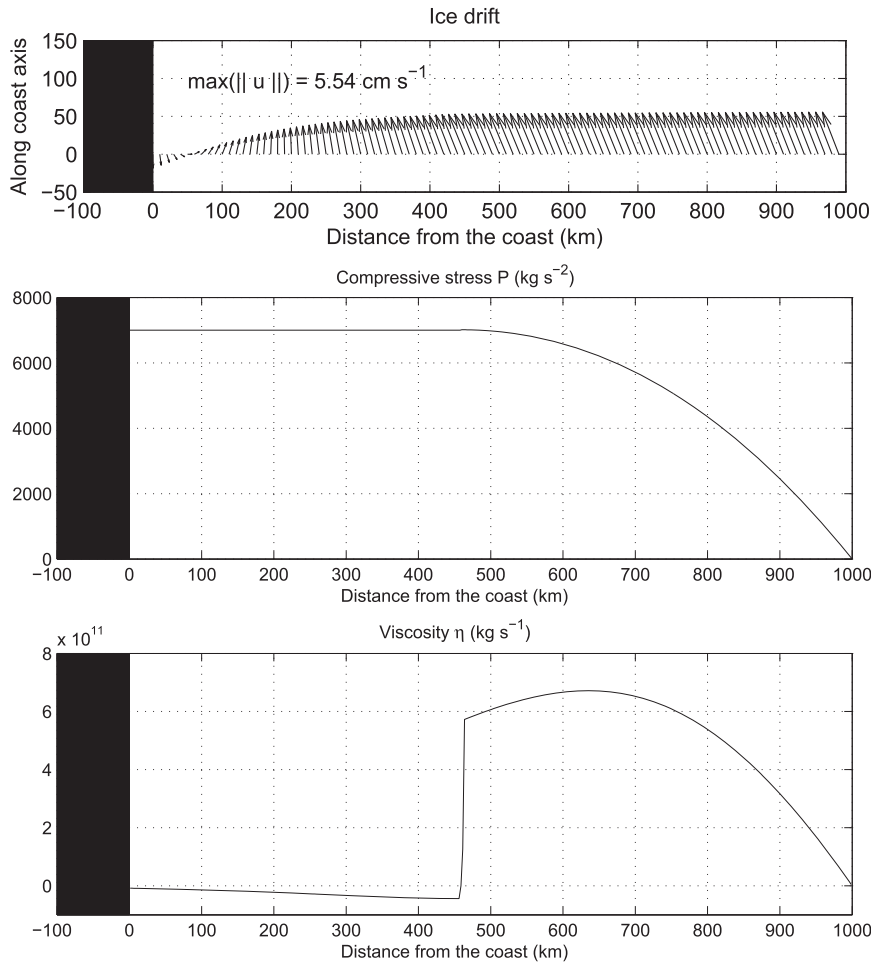 Ice drift
150
100
50
0
−50
Along coast axis
max(|| u ||) = 5.54 cm s−1
−100 0 100 200 300 400 500 600 700 800 900 1000
Distance from the coast (km)
Compressive stress P (kg s−2)
8000
6000
4000
2000
0
−100 0 100 200 300 400 500 600 700 800 900 1000
Distance from the coast (km)
x 10^11
Viscosity η (kg s−1)
8
6
4
2
0
−100 0 100 200 300 400 500 600 700 800 900 1000
Distance from the coast (km)